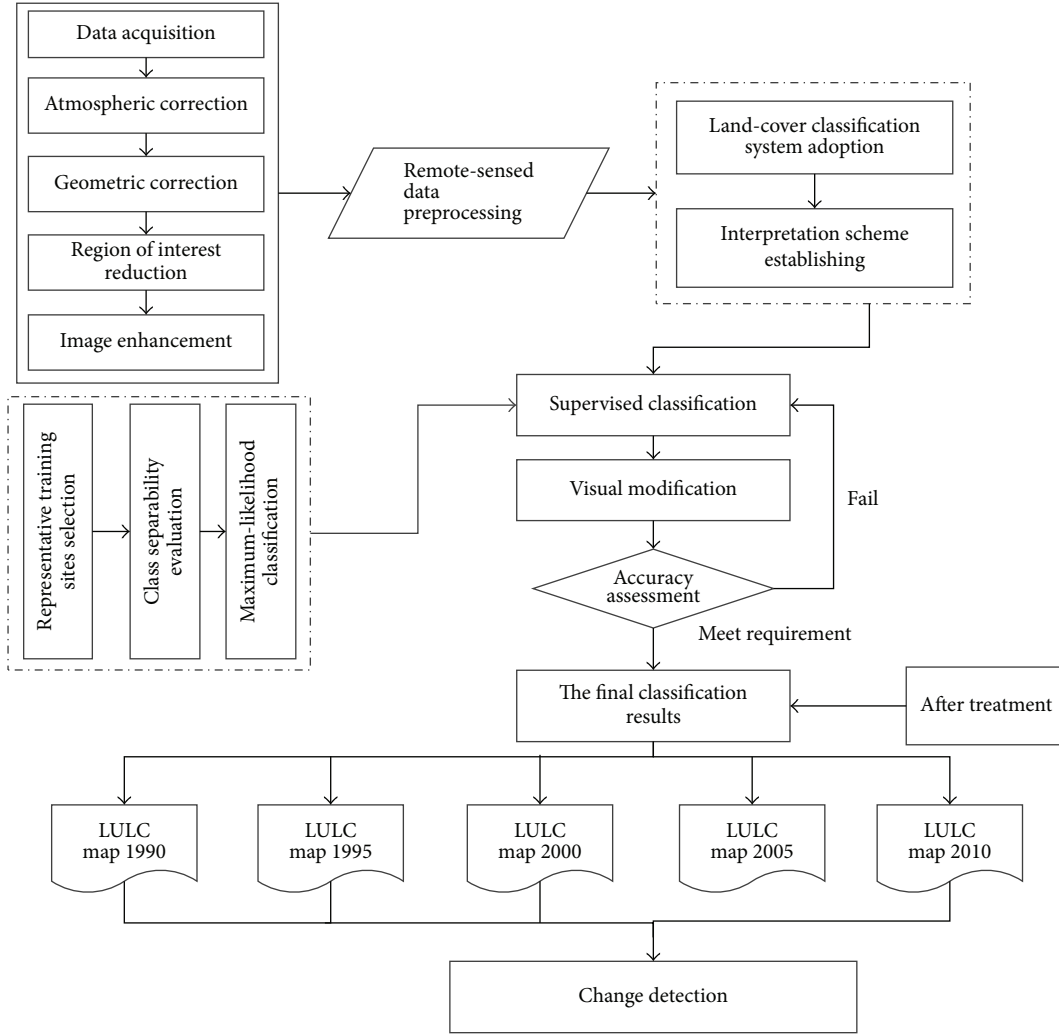 Data acquisition
Atmospheric correction
Geometric correction
Region of interest
reduction
Image enhancement
Remote-sensed
data
preprocessing
Land-cover classification
system adoption
Interpretation scheme
establishing
Representative training
sites selection
Class separability
evaluation
Maximum-likelihood
classification
Supervised classification
Visual modification
Fail
Accuracy
assessment
Meet requirement
The final classification
results
After treatment
LULC
map 1990
LULC
map 1995
LULC
map 2000
LULC
map 2005
LULC
map 2010
Change detection